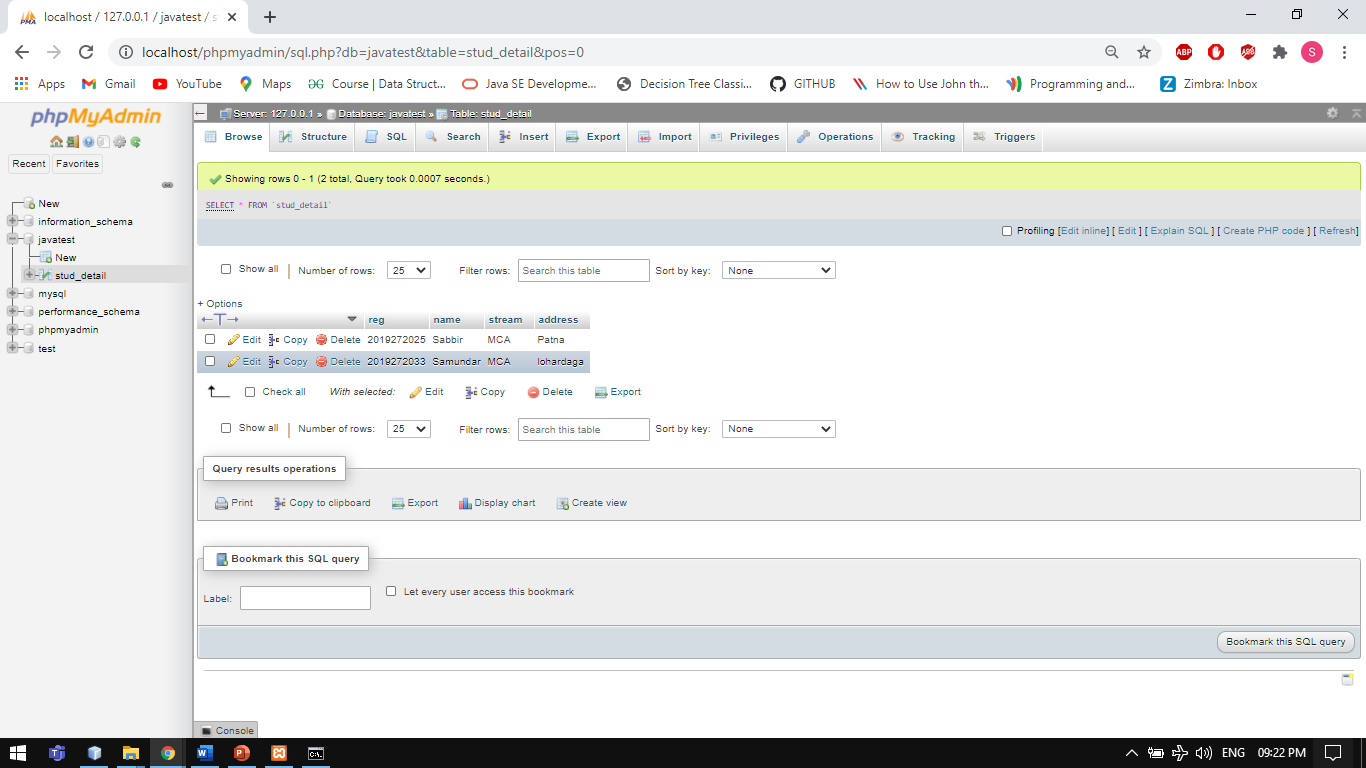 localhost / 127.0.0.1 / javatest / s
localhost/phpmyadmin/sql.php?db=javatest&table=stud_detail&pos=0
ABP
S
Apps Gmail YouTube Maps Course | Data Struct... Java SE Developme... Decision Tree Classi... GITHUB How to Use John the... Programming and... Zimbra: Inbox
phpMyAdmin
Recent Favorites
New
information_schema
javatest
New
stud_detail
mysql
performance_schema
phpmyadmin
test
Server: 127.0.0.1 » Database: javatest » Table: stud_detail
Browse Structure SQL Search Insert Export Import Privileges Operations Tracking Triggers
Showing rows 0 - 1 (2 total, Query took 0.0007 seconds.)
SELECT * FROM `stud_detail`
Profiling [Edit inline] [ Edit ] [ Explain SQL ] [ Create PHP code ] [ Refresh]
Show all | Number of rows: 25 Filter rows: Search this table Sort by key: None
+ Options
←T→ reg name stream address
Edit Copy Delete 2019272025 Sabbir MCA Patna
Edit Copy Delete 2019272033 Samundar MCA lohardaga
Check all With selected: Edit Copy Delete Export
Show all | Number of rows: 25 Filter rows: Search this table Sort by key: None
Query results operations
Print Copy to clipboard Export Display chart Create view
Bookmark this SQL query
Label: Let every user access this bookmark
Bookmark this SQL query
Console
ENG 09:22 PM